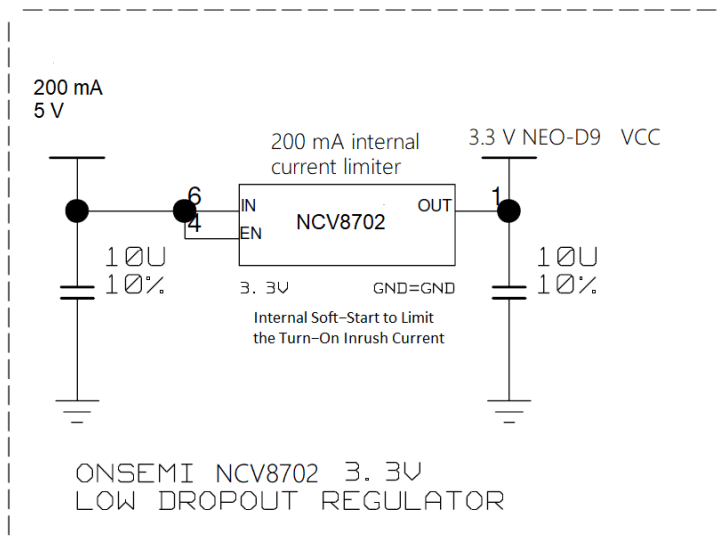 200 mA
5 V
200 mA internal
current limiter
3.3 V NEO-D9 VCC
6
IN
OUT
1
NCV8702
4
EN
10U
10%
10U
10%
3.3V
GND=GND
Internal Soft-Start to Limit
the Turn-On Inrush Current
ONSEMI NCV8702 3.3V
LOW DROPOUT REGULATOR